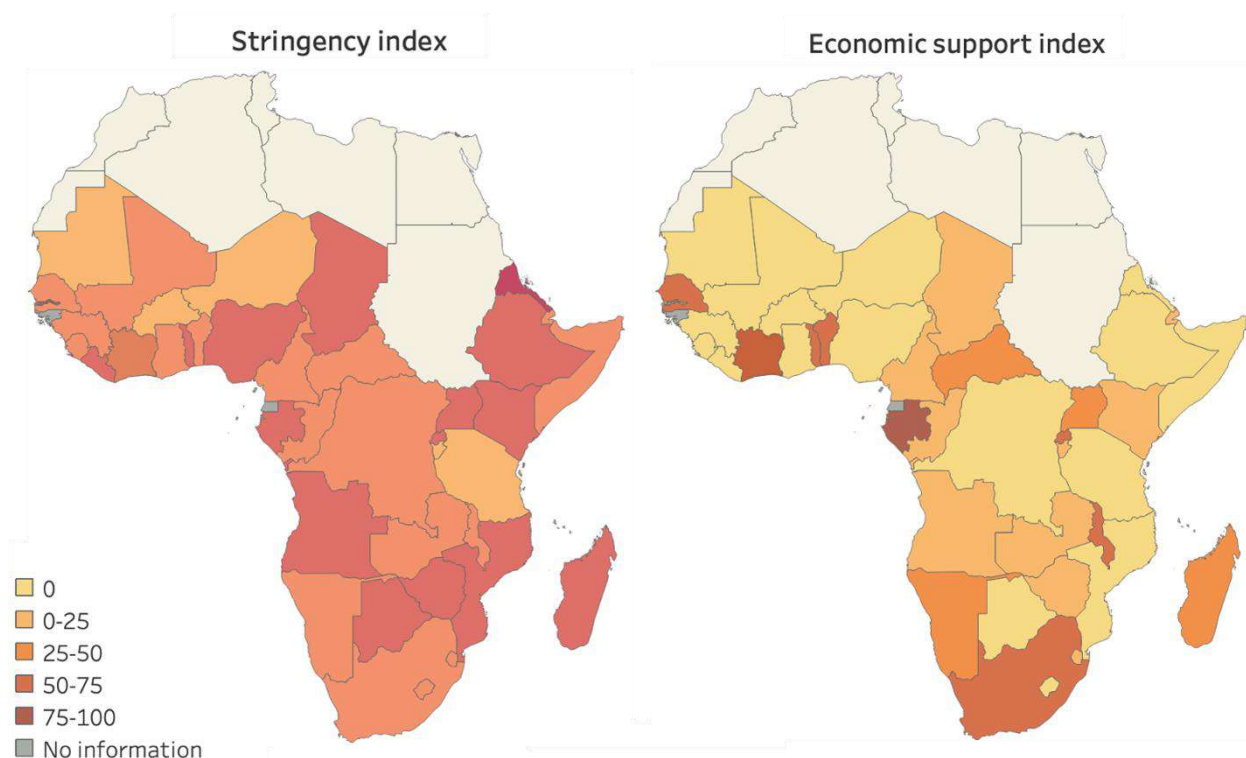 Stringency index
Economic support index
0
0-25
25-50
50-75
75-100
No information